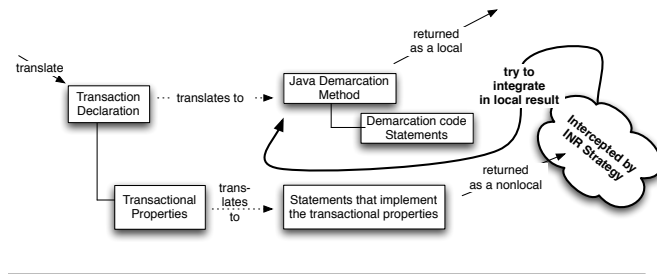 returned
as a local
translate
Transaction
Declaration
translates to
Java Demarcation
Method
Demarcation code
Statements
try to
integrate
in local result
Intercepted by
INR Strategy
returned
as a nonlocal
Transactional
Properties
trans-
lates
to
Statements that implement
the transactional properties